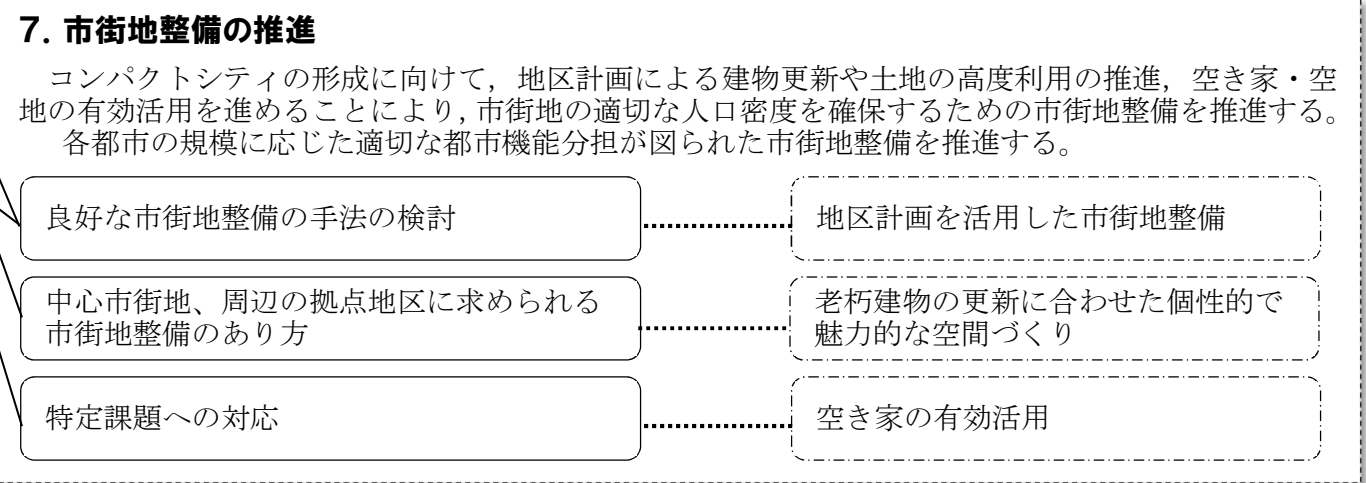 7. 市街地整備の推進
コンパクトシティの形成に向けて，地区計画による建物更新や土地の高度利用の推進，空き家・空
地の有効活用を進めることにより，市街地の適切な人口密度を確保するための市街地整備を推進する。
各都市の規模に応じた適切な都市機能分担が図られた市街地整備を推進する。
良好な市街地整備の手法の検討
地区計画を活用した市街地整備
中心市街地、周辺の拠点地区に求められる
市街地整備のあり方
老朽建物の更新に合わせた個性的で
魅力的な空間づくり
特定課題への対応
空き家の有効活用